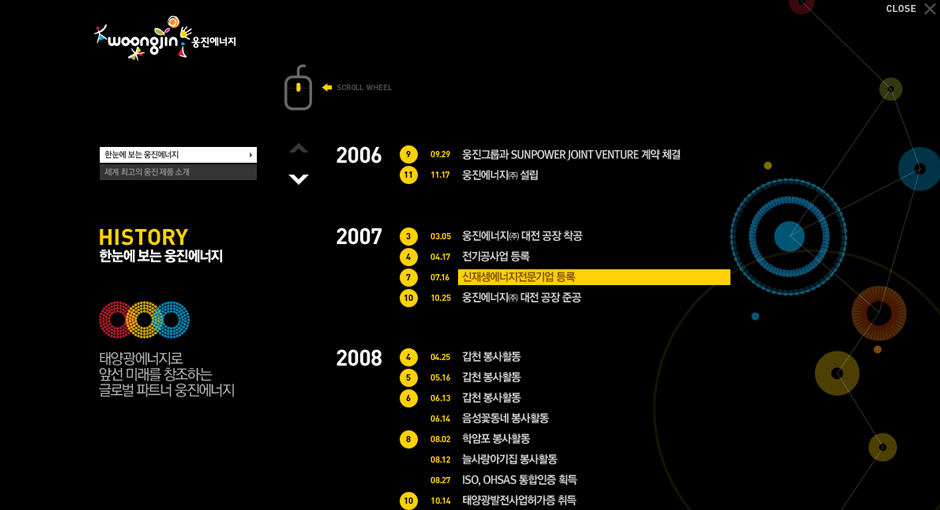 CLOSE
woongjin 웅진에너지
SCROLL WHEEL
한눈에 보는 웅진에너지
세계 최고의 웅진 제품 소개
HISTORY
한눈에 보는 웅진에너지
태양광에너지로
앞선 미래를 창조하는
글로벌 파트너 웅진에너지
2006
9 09.29 웅진그룹과 SUNPOWER JOINT VENTURE 계약 체결
11 11.17 웅진에너지㈜ 설립
2007
3 03.05 웅진에너지㈜ 대전 공장 착공
4 04.17 전기공사업 등록
7 07.16 신재생에너지전문기업 등록
10 10.25 웅진에너지㈜ 대전 공장 준공
2008
4 04.25 갑천 봉사활동
5 05.16 갑천 봉사활동
6 06.13 갑천 봉사활동
06.14 음성꽃동네 봉사활동
8 08.02 학암포 봉사활동
08.12 늘사랑아기집 봉사활동
08.27 ISO, OHSAS 통합인증 획득
10 10.14 태양광발전사업허가증 취득